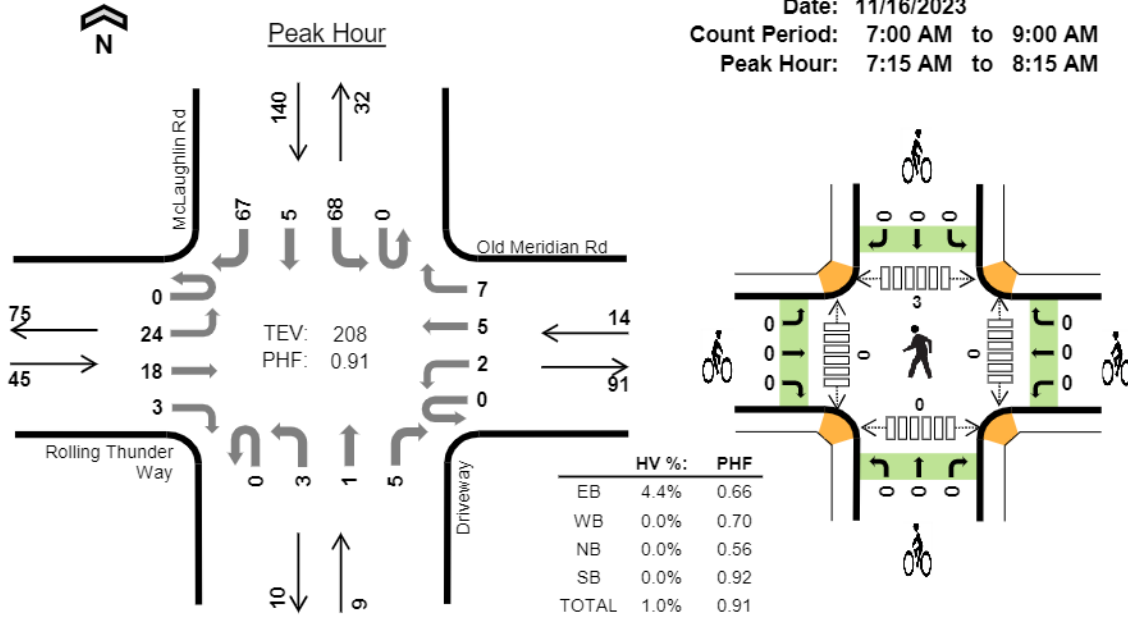 Date: 11/16/2023
Count Period: 7:00 AM to 9:00 AM
Peak Hour: 7:15 AM to 8:15 AM
N
Peak Hour
140
32
McLaughlin Rd
67
5
68
0
Old Meridian Rd
0
24
18
3
75
45
TEV: 208
PHF: 0.91
7
5
2
0
14
91
Rolling Thunder
Way
0
3
1
5
Driveway
10
9
HV %: PHF
EB 4.4% 0.66
WB 0.0% 0.70
NB 0.0% 0.56
SB 0.0% 0.92
TOTAL 1.0% 0.91
0 0 0
3
0
0
0
0
0
0
0
0
0
0
0 0 0